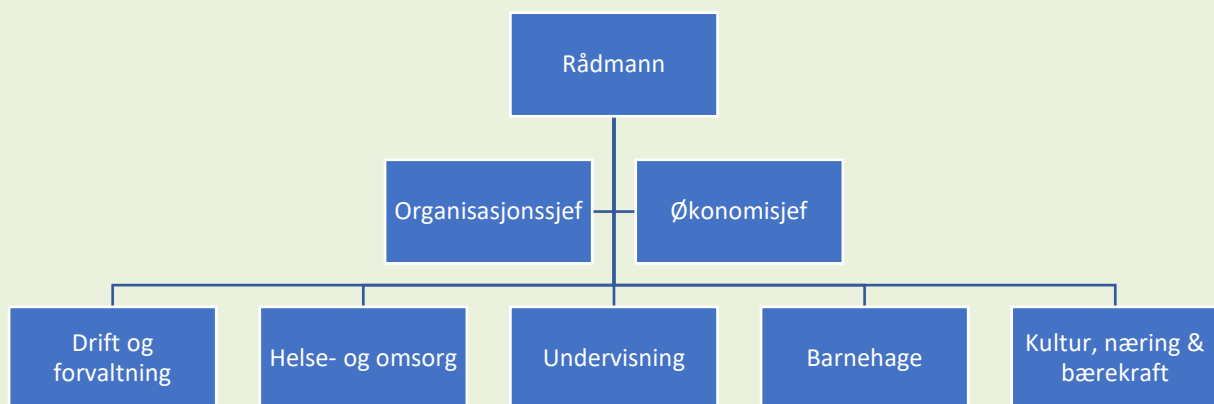 Rådmann
Organisasjonssjef
Økonomisjef
Drift og
forvaltning
Helse- og omsorg
Undervisning
Barnehage
Kultur, næring &
bærekraft